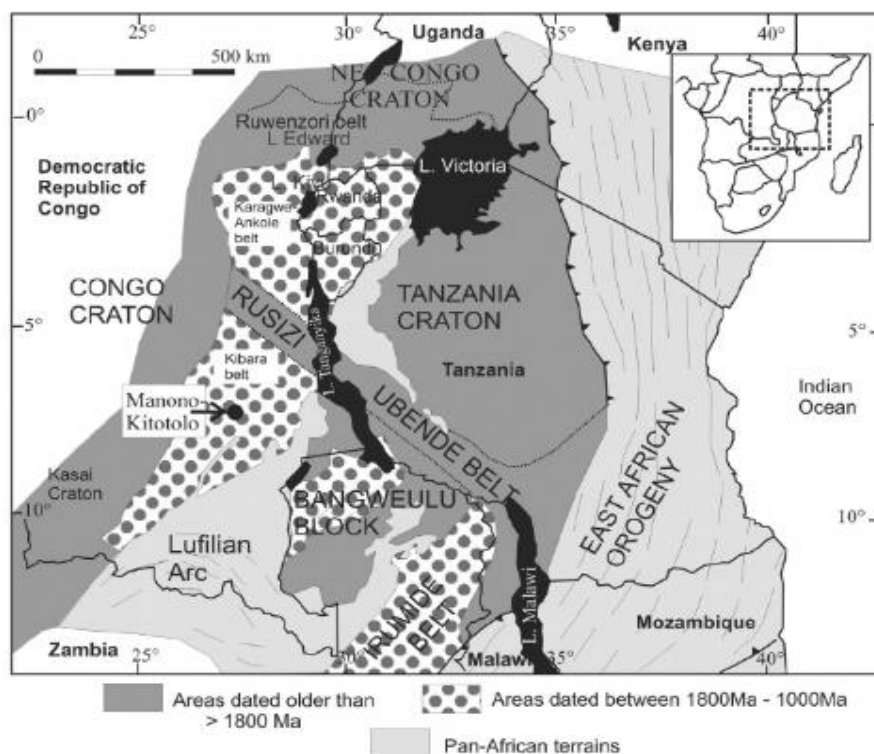 25°
30°
Uganda
Kenya
40°
0
500 km
NE CONGO
CRATON
0°
Ruwenzori belt
L Edward
L. Victoria
Democratic
Republic of
Congo
Rwanda
Karagwe-
Ankole
belt
Burundi
CONGO
CRATON
RUSIZI
TANZANIA
CRATON
5°
5°
L. Tanganyika
Kibara
belt
Tanzania
Indian
Ocean
Manono-
Kitotolo
UBENDE BELT
Kasai
Craton
EAST AFRICAN
OROGENY
10°
BANGWEULU
BLOCK
10°
Lufilian
Arc
IRUMIDE
BELT
L. Malawi
Mozambique
Zambia
25°
30°
Malawi
35°
40°
Areas dated older than
> 1800 Ma
Areas dated between 1800Ma - 1000Ma
Pan-African terrains